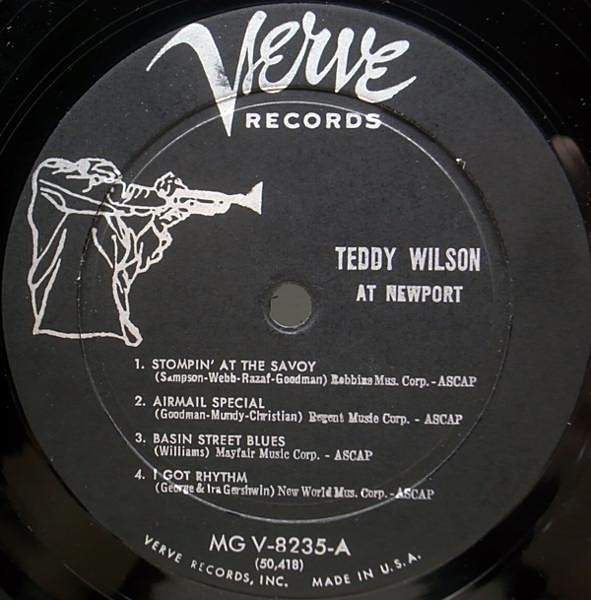 Verve
RECORDS
TEDDY WILSON
AT NEWPORT
1. STOMPIN' AT THE SAVOY
(Sampson-Webb-Razaf-Goodman) Robbins Mus. Corp. - ASCAP
2. AIRMAIL SPECIAL
(Goodman-Mundy-Christian) Regent Music Corp. - ASCAP
3. BASIN STREET BLUES
(Williams) Mayfair Music Corp. - ASCAP
4. I GOT RHYTHM
(George & Ira Gershwin) New World Mus. Corp. - ASCAP
MG V-8235-A
(50,418)
VERVE RECORDS, INC. MADE IN U.S.A.